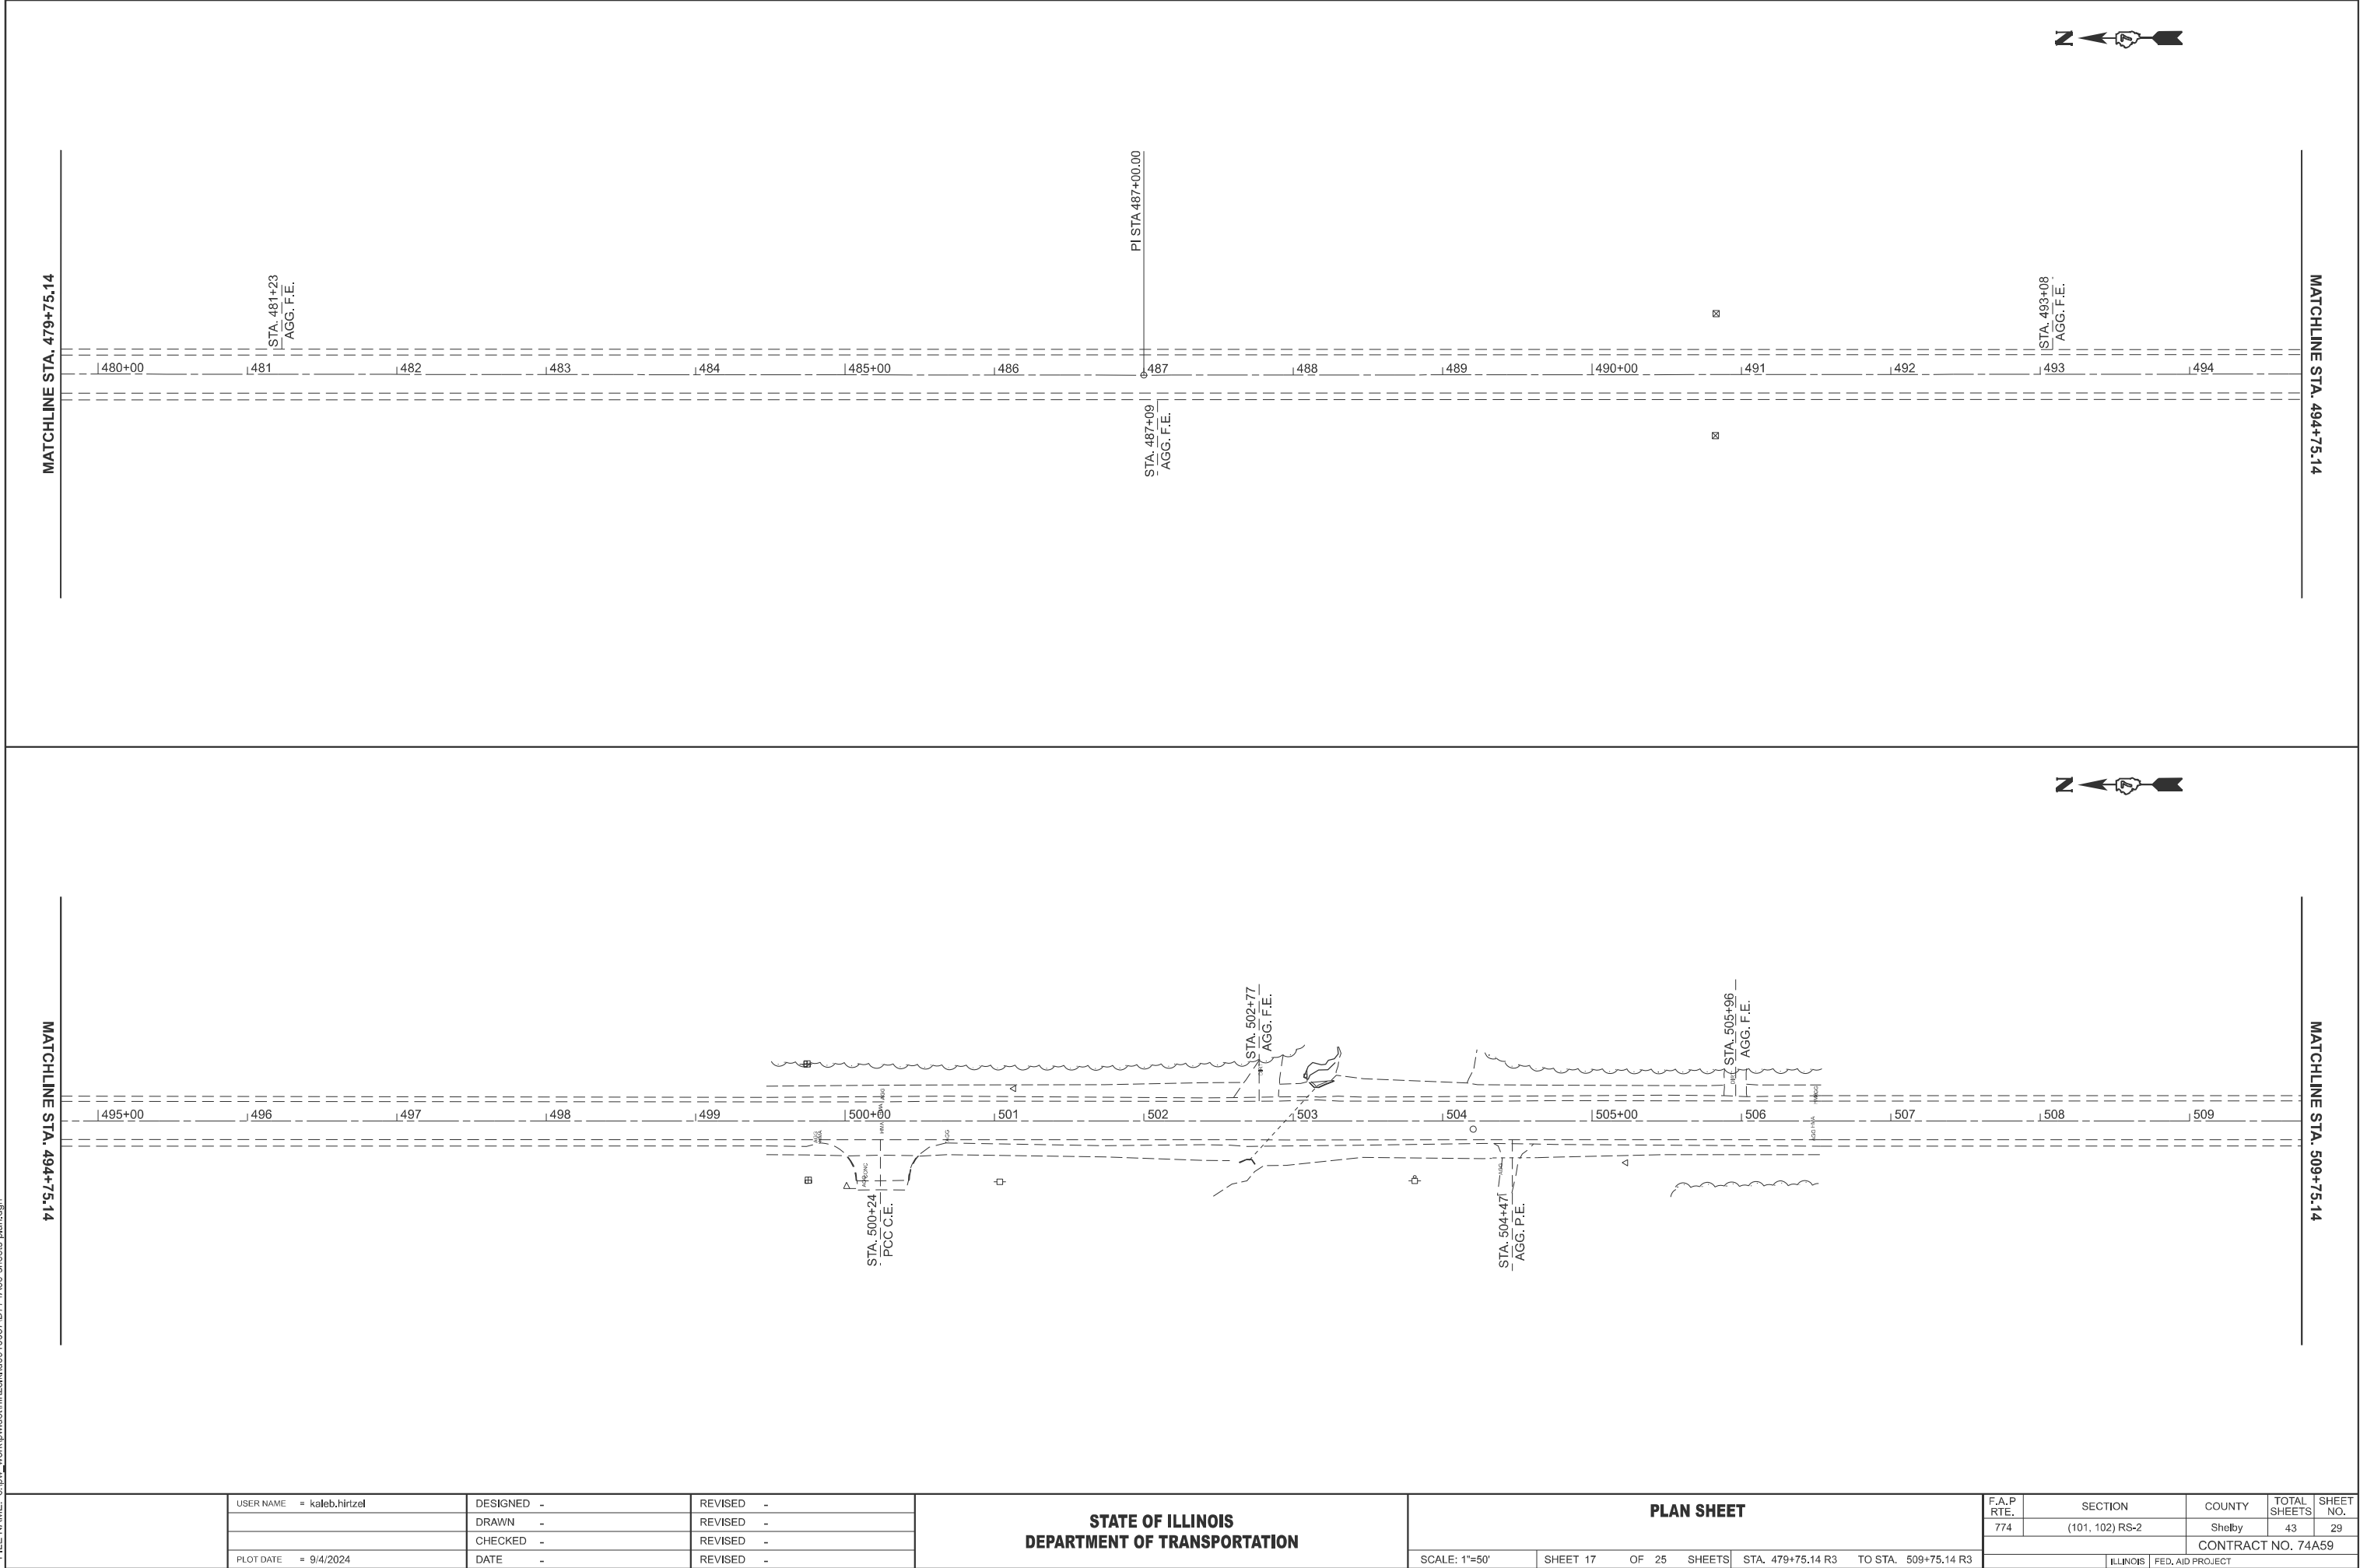 N
MATCHLINE STA. 479+75.14
STA. 481+23
AGG. F.E.
PI STA 487+00.00
STA. 493+08
AGG. F.E.
MATCHLINE STA. 494+75.14
480+00 481 482 483 484 485+00 486 487 488 489 490+00 491 492 493 494
STA. 487+09
AGG. F.E.
N
MATCHLINE STA. 494+75.14
STA. 502+77
AGG. F.E.
STA. 505+96
AGG. F.E.
MATCHLINE STA. 509+75.14
495+00 496 497 498 499 500+00 501 502 503 504 505+00 506 507 508 509
AGG
HMA
HMA
AGG
AGG HMA
AGG
STA. 500+24
PCC C.E.
STA. 504+47
AGG. P.E.
USER NAME = kaleb.hirtzel
PLOT DATE = 9/4/2024
DESIGNED -
DRAWN -
CHECKED -
DATE -
REVISED -
REVISED -
REVISED -
REVISED -
STATE OF ILLINOIS
DEPARTMENT OF TRANSPORTATION
PLAN SHEET
SCALE: 1"=50' SHEET 17 OF 25 SHEETS STA. 479+75.14 R3 TO STA. 509+75.14 R3
F.A.P RTE. SECTION COUNTY TOTAL SHEETS SHEET NO.
774 (101, 102) RS-2 Shelby 43 29
CONTRACT NO. 74A59
ILLINOIS FED. AID PROJECT